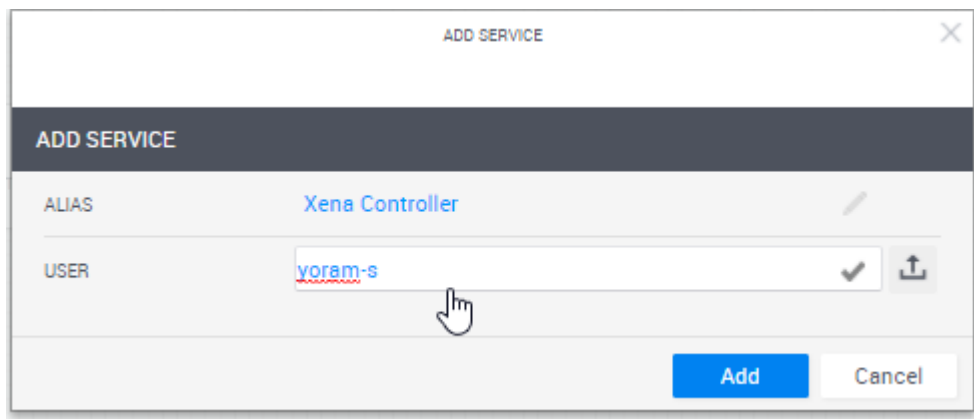 ADD SERVICE
ADD SERVICE
ALIAS Xena Controller
USER yoram-s
Add Cancel